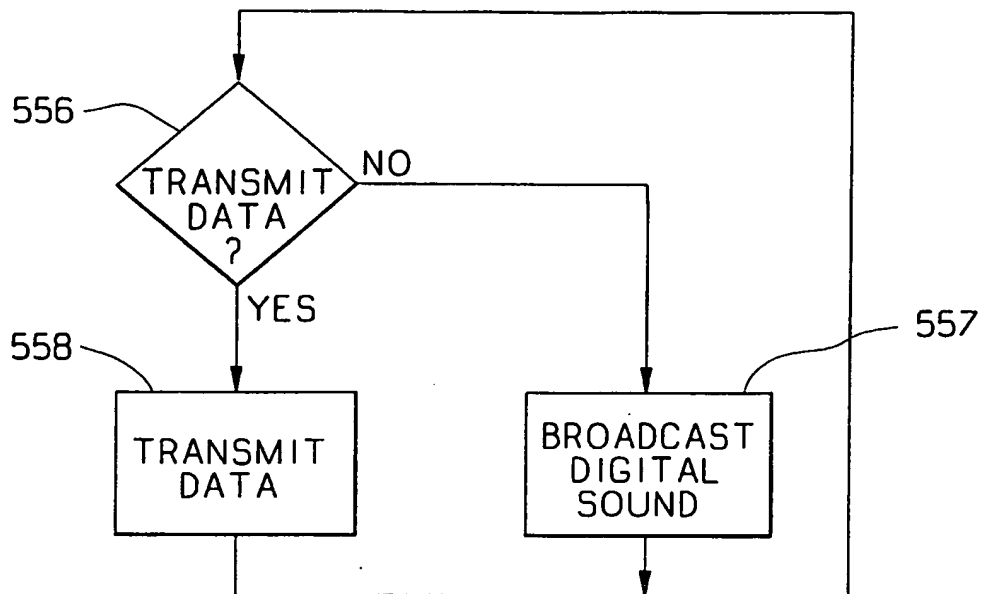 556
TRANSMIT
DATA
?
NO
YES
558
TRANSMIT
DATA
557
BROADCAST
DIGITAL
SOUND